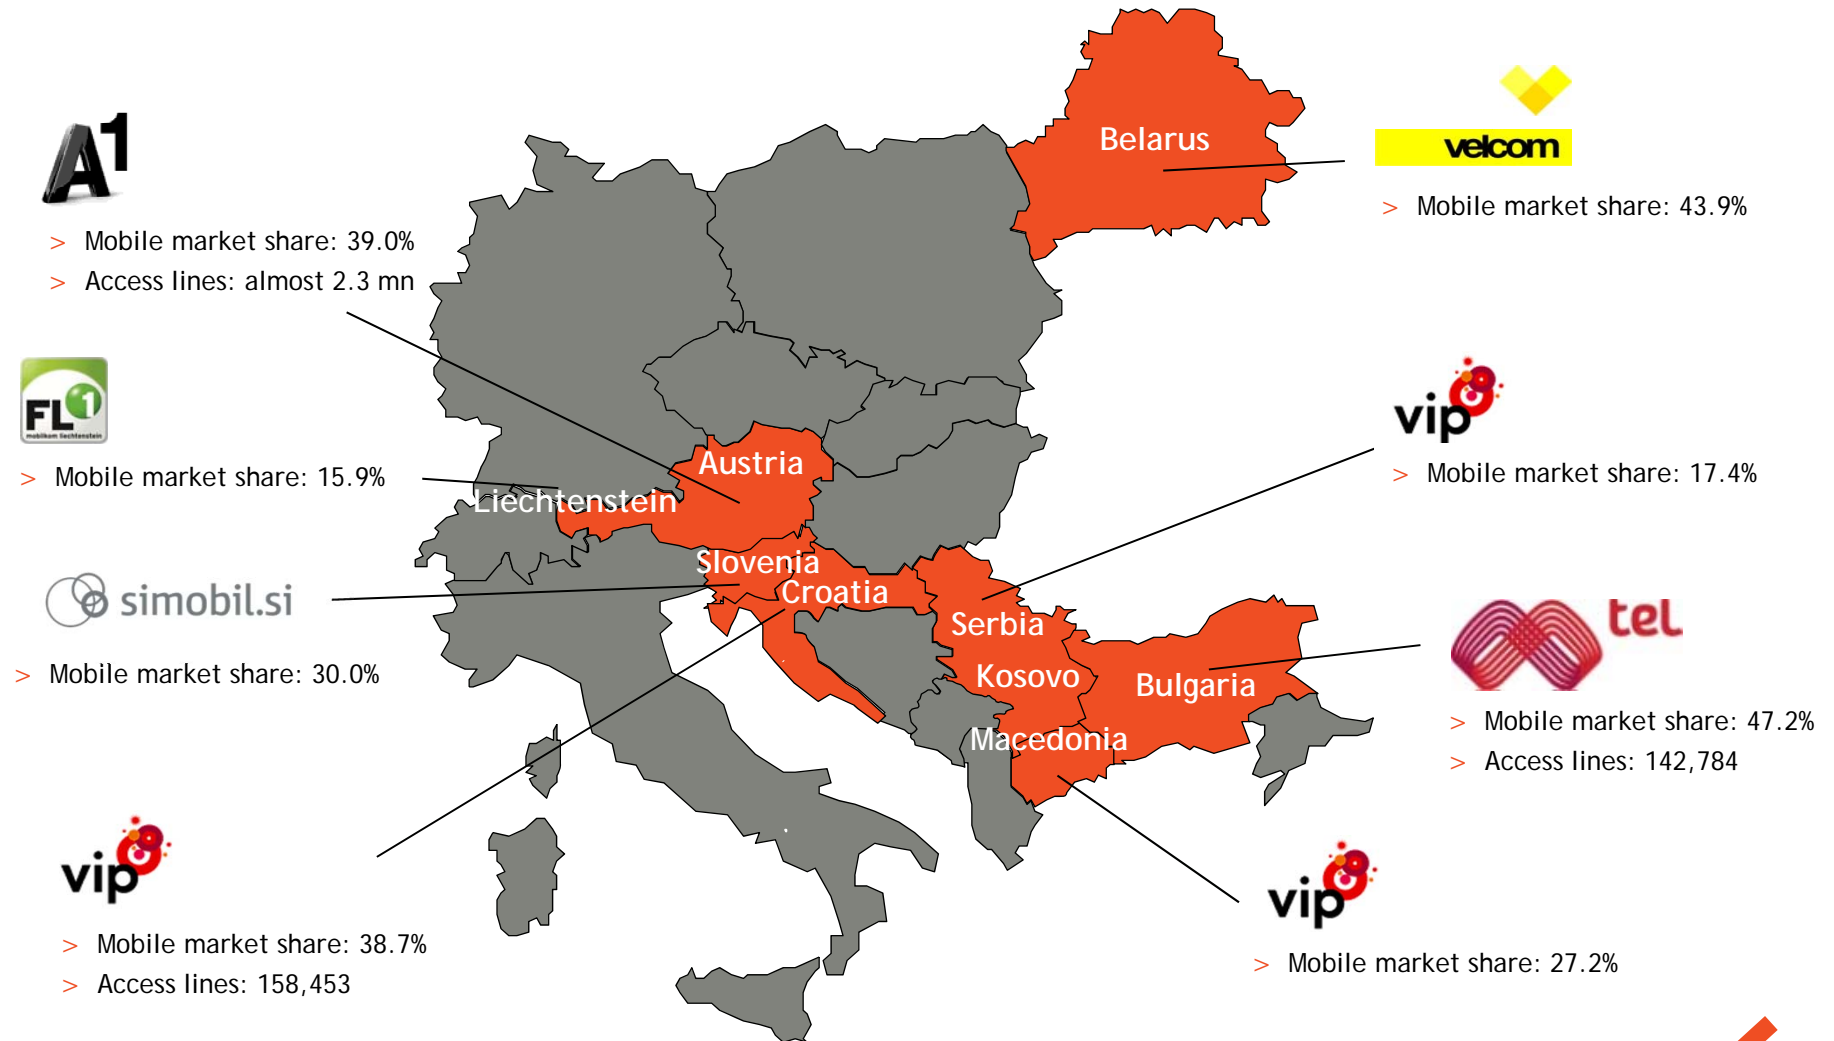 A1
> Mobile market share: 39.0%
> Access lines: almost 2.3 mn
FL1
mobilkom liechtenstein
> Mobile market share: 15.9%
simobil.si
> Mobile market share: 30.0%
vip
> Mobile market share: 38.7%
> Access lines: 158,453
Belarus
Austria
Liechtenstein
Slovenia
Croatia
Serbia
Kosovo
Bulgaria
Macedonia
velcom
> Mobile market share: 43.9%
vip
> Mobile market share: 17.4%
tel
> Mobile market share: 47.2%
> Access lines: 142,784
vip
> Mobile market share: 27.2%